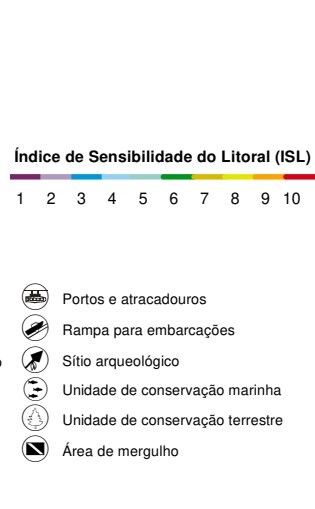 Índice de Sensibilidade do Litoral (ISL)
1 2 3 4 5 6 7 8 9 10
Portos e atracadouros
Rampa para embarcações
Sítio arqueológico
Unidade de conservação marinha
Unidade de conservação terrestre
Área de mergulho